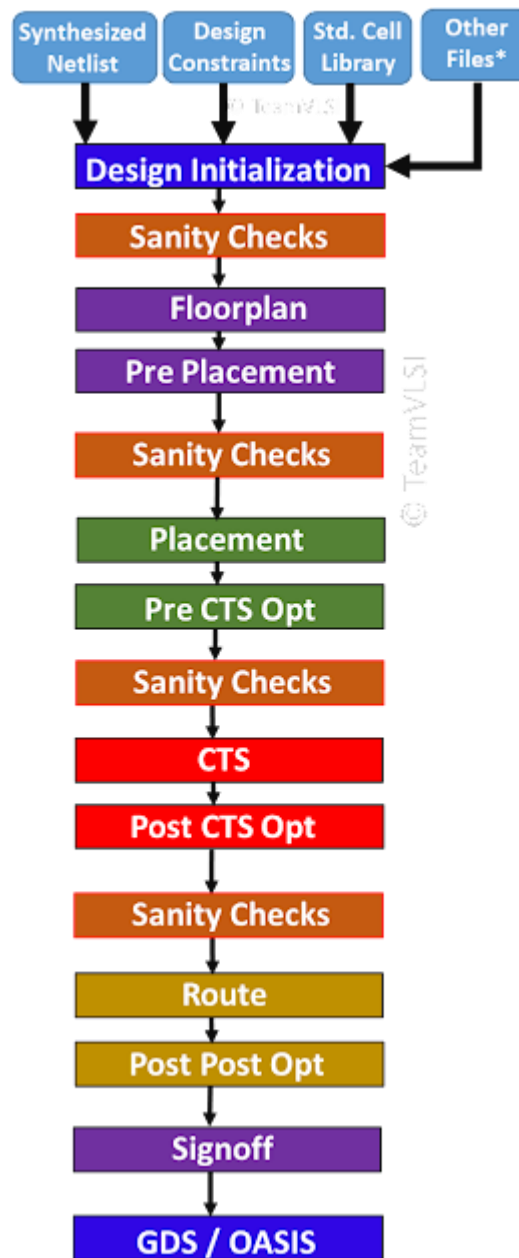 Synthesized
Netlist
Design
Constraints
Std. Cell
Library
Other
Files*
© TeamVLSI
Design Initialization
Sanity Checks
Floorplan
Pre Placement
Sanity Checks
© TeamVLSI
Placement
Pre CTS Opt
Sanity Checks
CTS
Post CTS Opt
Sanity Checks
Route
Post Post Opt
Signoff
GDS / OASIS